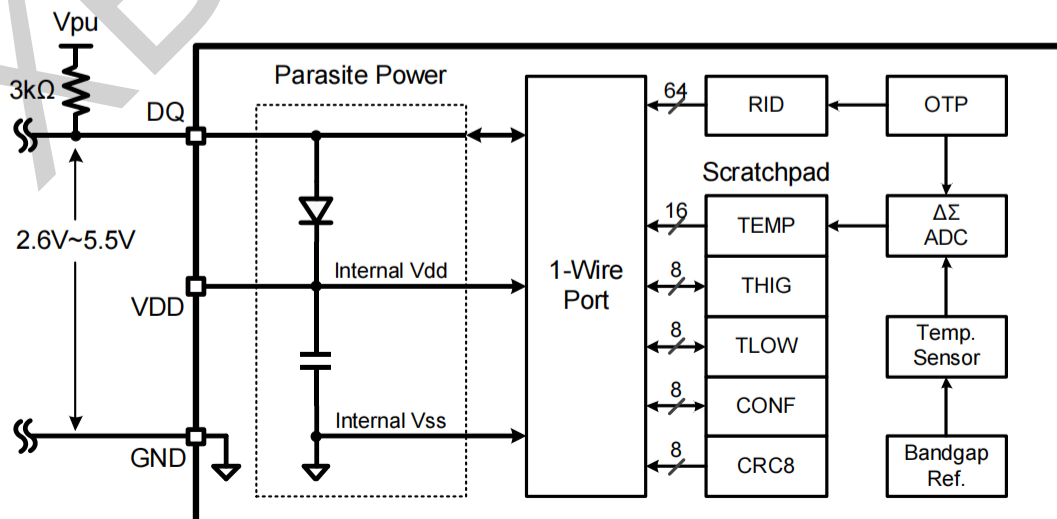 Vpu
3kΩ
DQ
2.6V~5.5V
VDD
GND
Parasite Power
Internal Vdd
Internal Vss
1-Wire
Port
64
RID
OTP
Scratchpad
16
TEMP
ΔΣ
ADC
8
THIG
8
TLOW
Temp.
Sensor
8
CONF
8
CRC8
Bandgap
Ref.